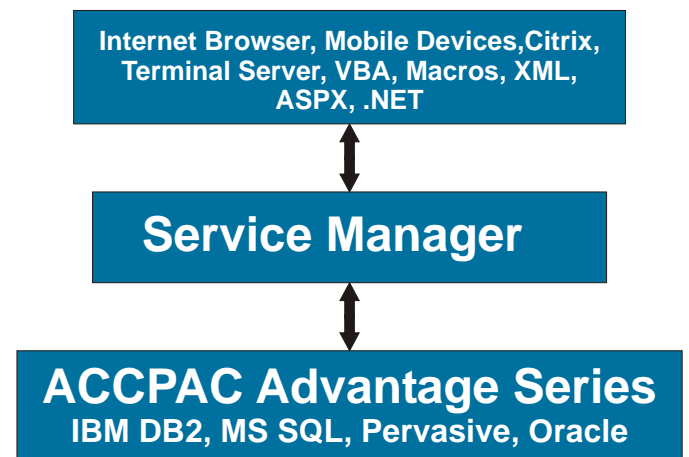 Internet Browser, Mobile Devices,Citrix,
Terminal Server, VBA, Macros, XML,
ASPX, .NET
Service Manager
ACCPAC Advantage Series
IBM DB2, MS SQL, Pervasive, Oracle